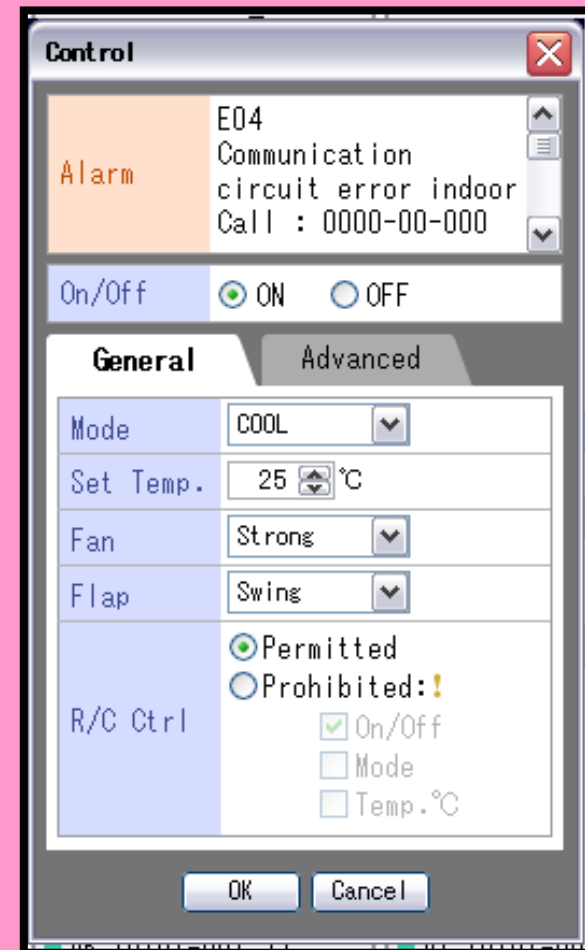 Control
Alarm
E04
Communication
circuit error indoor
Call : 0000-00-000
On/Off
ON
OFF
General
Advanced
Mode
COOL
Set Temp.
25 ℃
Fan
Strong
Flap
Swing
R/C Ctrl
Permitted
Prohibited:!
On/Off
Mode
Temp.℃
OK
Cancel